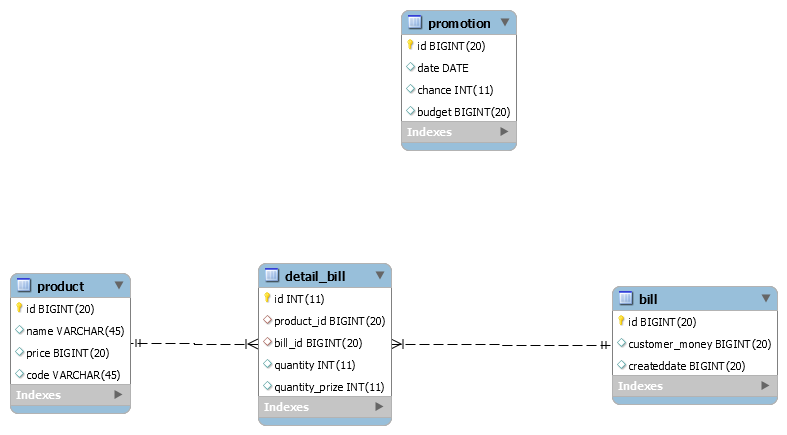 promotion
id BIGINT(20)
date DATE
chance INT(11)
budget BIGINT(20)
Indexes
product
id BIGINT(20)
name VARCHAR(45)
price BIGINT(20)
code VARCHAR(45)
Indexes
detail_bill
id INT(11)
product_id BIGINT(20)
bill_id BIGINT(20)
quantity INT(11)
quantity_prize INT(11)
Indexes
bill
id BIGINT(20)
customer_money BIGINT(20)
createddate BIGINT(20)
Indexes